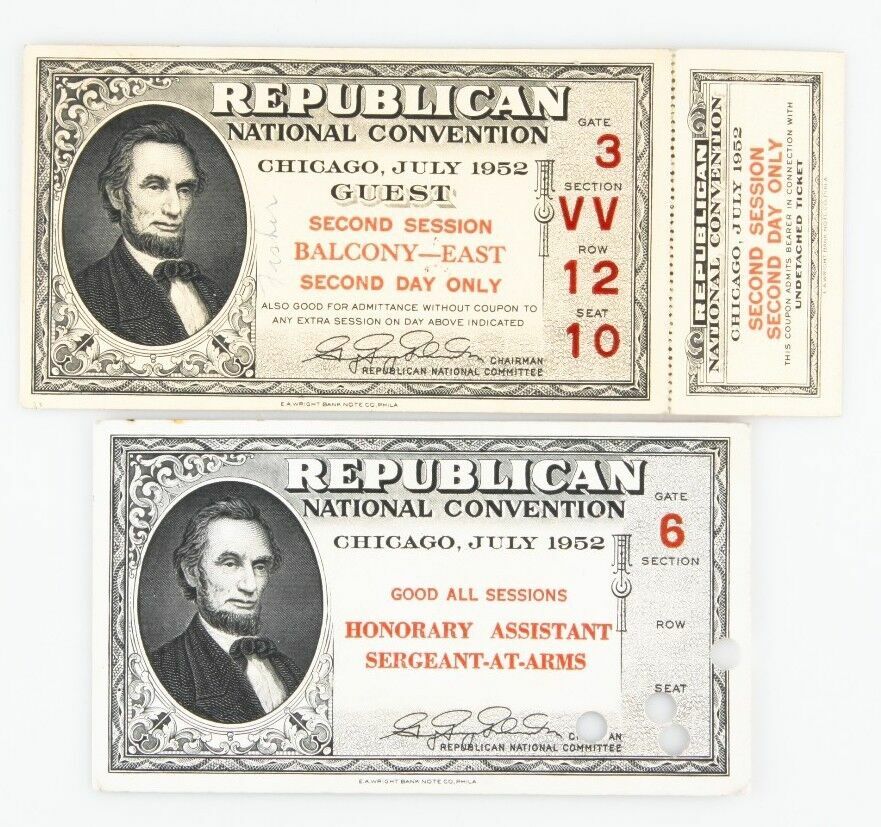 REPUBLICAN
NATIONAL CONVENTION
CHICAGO, JULY 1952
GUEST
SECOND SESSION
BALCONY—EAST
SECOND DAY ONLY
ALSO GOOD FOR ADMITTANCE WITHOUT COUPON TO
ANY EXTRA SESSION ON DAY ABOVE INDICATED
CHAIRMAN
REPUBLICAN NATIONAL COMMITTEE
E.A.WRIGHT BANK NOTE CO. PHILA.
GATE
3
SECTION
VV
ROW
12
SEAT
10
REPUBLICAN
NATIONAL CONVENTION
CHICAGO, JULY 1952
SECOND SESSION
SECOND DAY ONLY
THIS COUPON ADMITS BEARER IN CONNECTION WITH
UNDETACHED TICKET
REPUBLICAN
NATIONAL CONVENTION
CHICAGO, JULY 1952
GOOD ALL SESSIONS
HONORARY ASSISTANT
SERGEANT-AT-ARMS
REPUBLICAN NATIONAL COMMITTEE
E.A.WRIGHT BANK NOTE CO. PHILA.
GATE
6
SECTION
ROW
SEAT